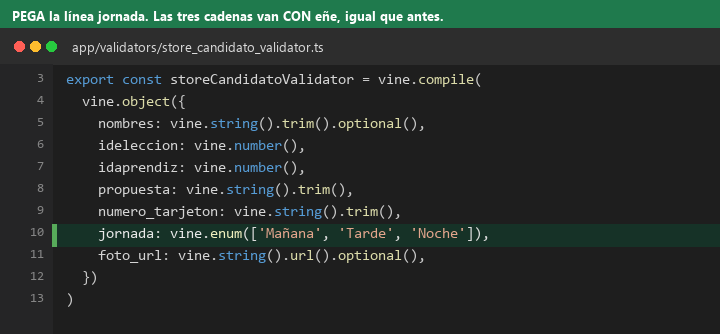 PEGA la línea jornada. Las tres cadenas van CON eñe, igual que antes.
app/validators/store_candidato_validator.ts
3 export const storeCandidatoValidator = vine.compile(
4 vine.object({
5 nombres: vine.string().trim().optional(),
6 ideleccion: vine.number(),
7 idaprendiz: vine.number(),
8 propuesta: vine.string().trim(),
9 numero_tarjeton: vine.string().trim(),
10 jornada: vine.enum(['Mañana', 'Tarde', 'Noche']),
11 foto_url: vine.string().url().optional(),
12 })
13 )